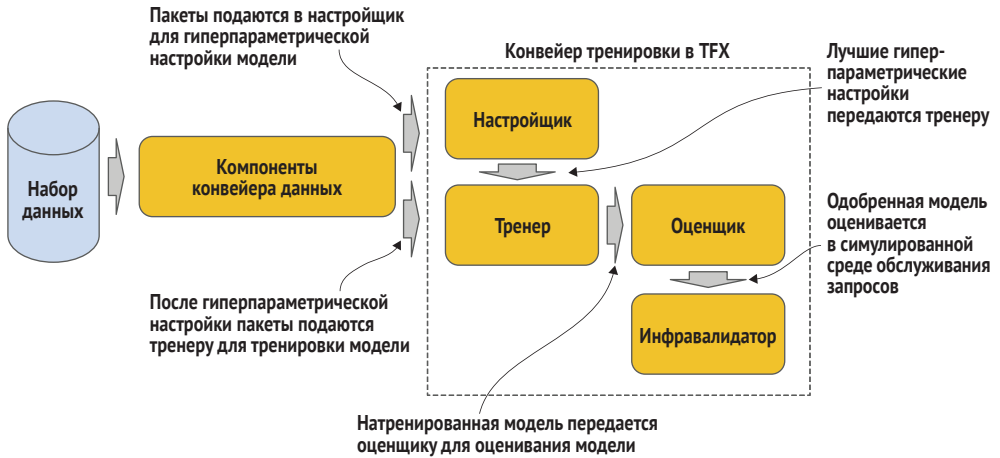 Пакеты подаются в настройщик
для гиперпараметрической
настройки модели
Конвейер тренировки в TFX
Лучшие гипер-
параметрические
настройки
передаются тренеру
Настройщик
Набор
данных
Компоненты
конвейера данных
Тренер
Оценщик
Одобренная модель
оценивается
в симулированной
среде обслуживания
запросов
После гиперпараметрической
настройки пакеты подаются
тренеру для тренировки модели
Инфравалидатор
Натренированная модель передается
оценщику для оценивания модели